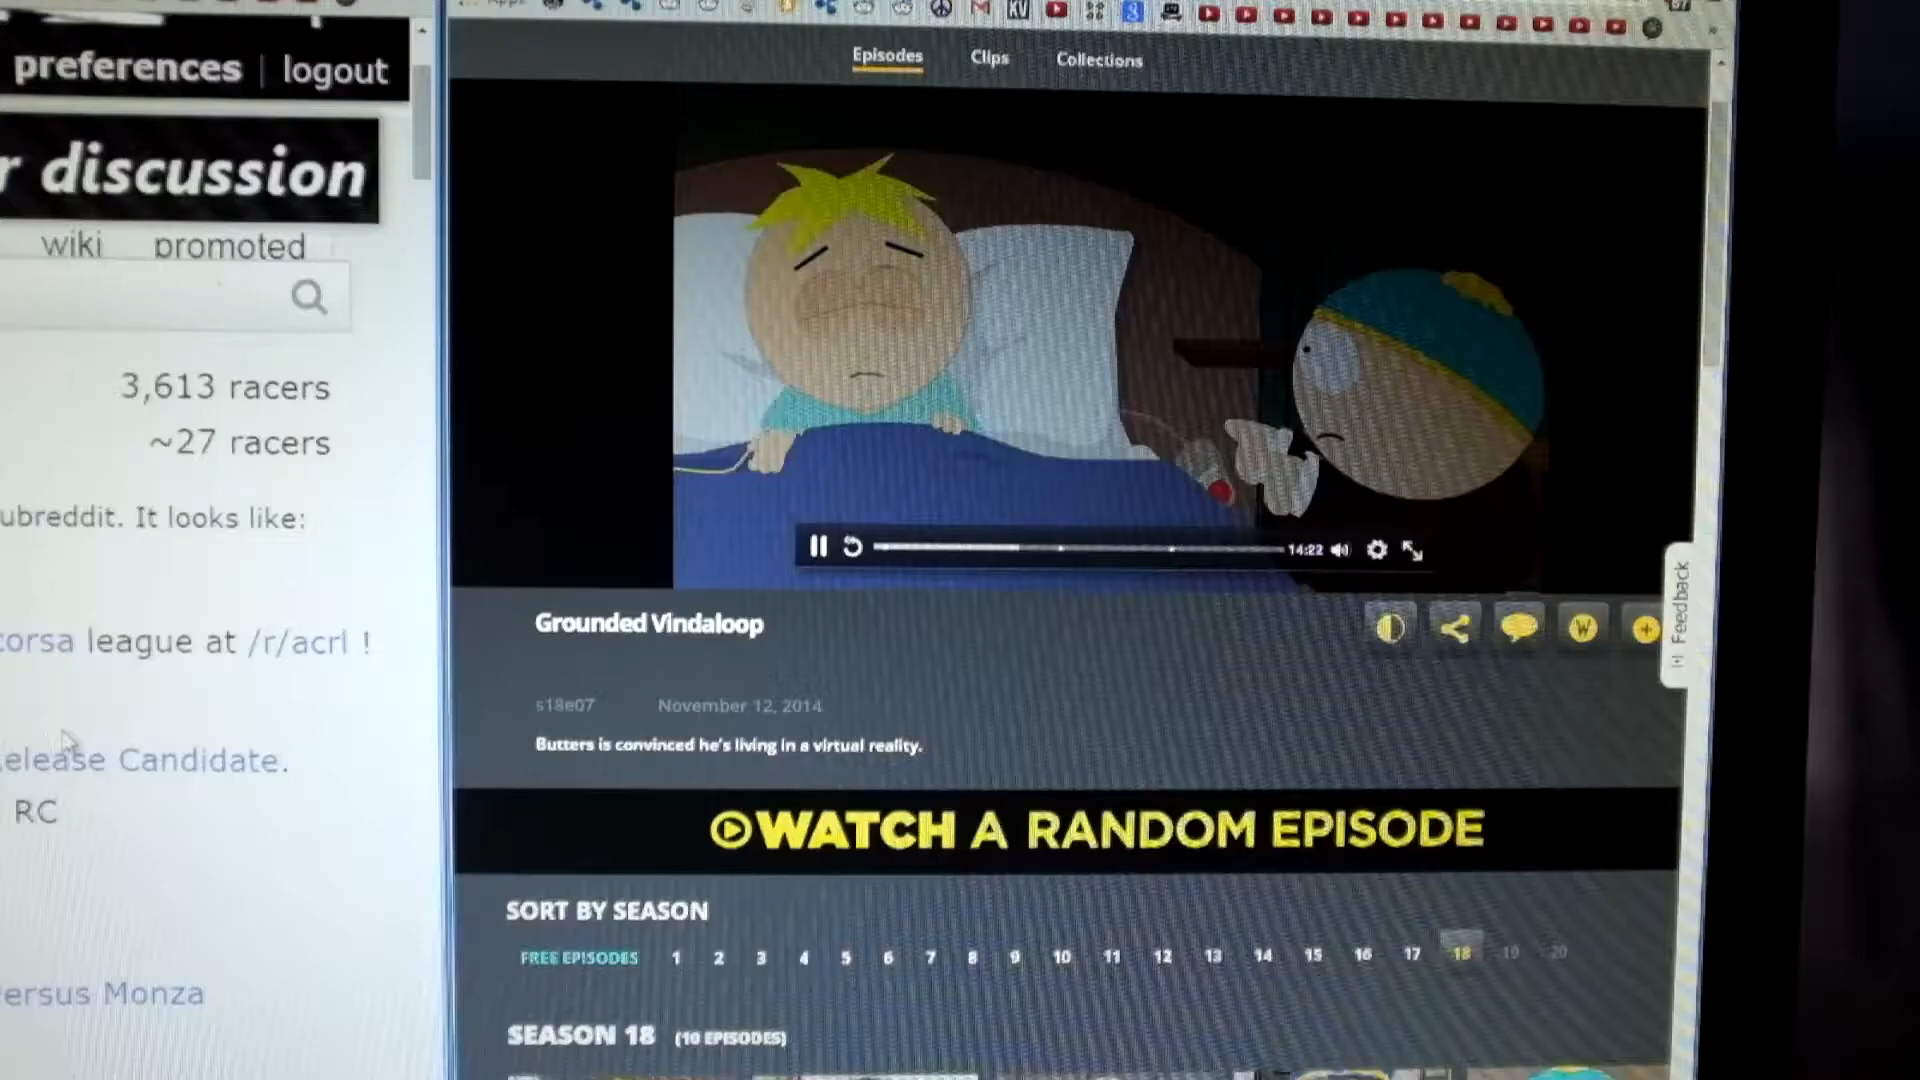 preferences | logout
r discussion
wiki promoted
3,613 racers
~27 racers
ubreddit. It looks like:
corsa league at /r/acrl !
elease Candidate.
RC
ersus Monza
Apps
KV
8
Episodes Clips Collections
14:22
Grounded Vindaloop
W
Feedback
s18e07 November 12, 2014
Butters is convinced he's living in a virtual reality.
WATCH A RANDOM EPISODE
SORT BY SEASON
FREE EPISODES 1 2 3 4 5 6 7 8 9 10 11 12 13 14 15 16 17 18 19 20
SEASON 18 (10 EPISODES)